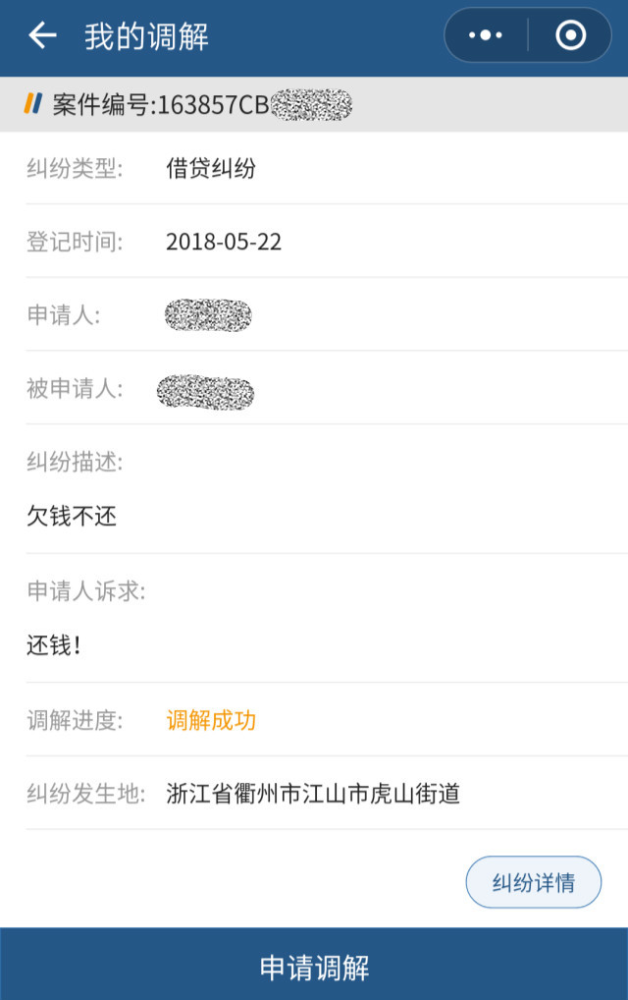 我的调解
案件编号:163857CB
纠纷类型: 借贷纠纷
登记时间: 2018-05-22
申请人:
被申请人:
纠纷描述:
欠钱不还
申请人诉求:
还钱!
调解进度: 调解成功
纠纷发生地: 浙江省衢州市江山市虎山街道
纠纷详情
申请调解